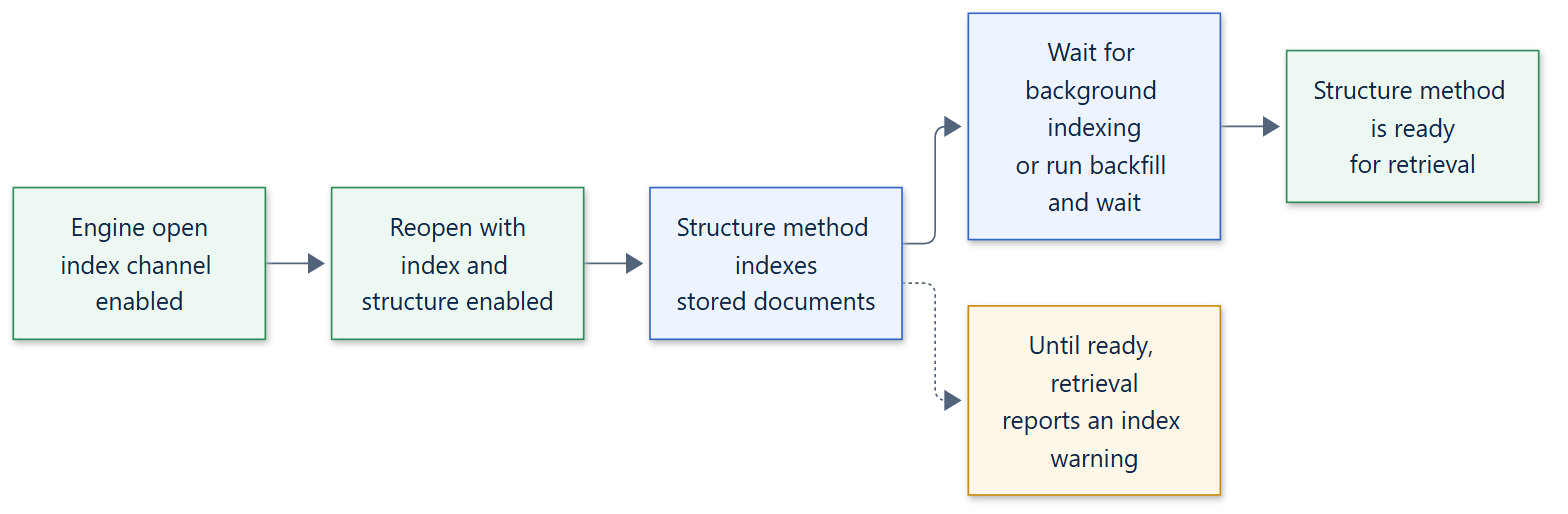 Engine open
index channel
enabled
Reopen with
index and
structure enabled
Structure method
indexes
stored documents
Wait for
background
indexing
or run backfill
and wait
Structure method
is ready
for retrieval
Until ready,
retrieval
reports an index
warning